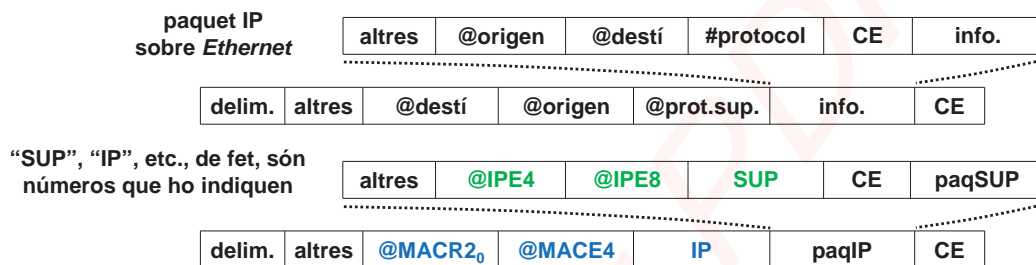 paquet IP
sobre Ethernet
altres @origen @destí #protocol CE info.
delim. altres @destí @origen @prot.sup. info. CE
“SUP”, “IP”, etc., de fet, són
números que ho indiquen
altres @IPE4 @IPE8 SUP CE paqSUP
delim. altres @MACR2₀ @MACE4 IP paqIP CE